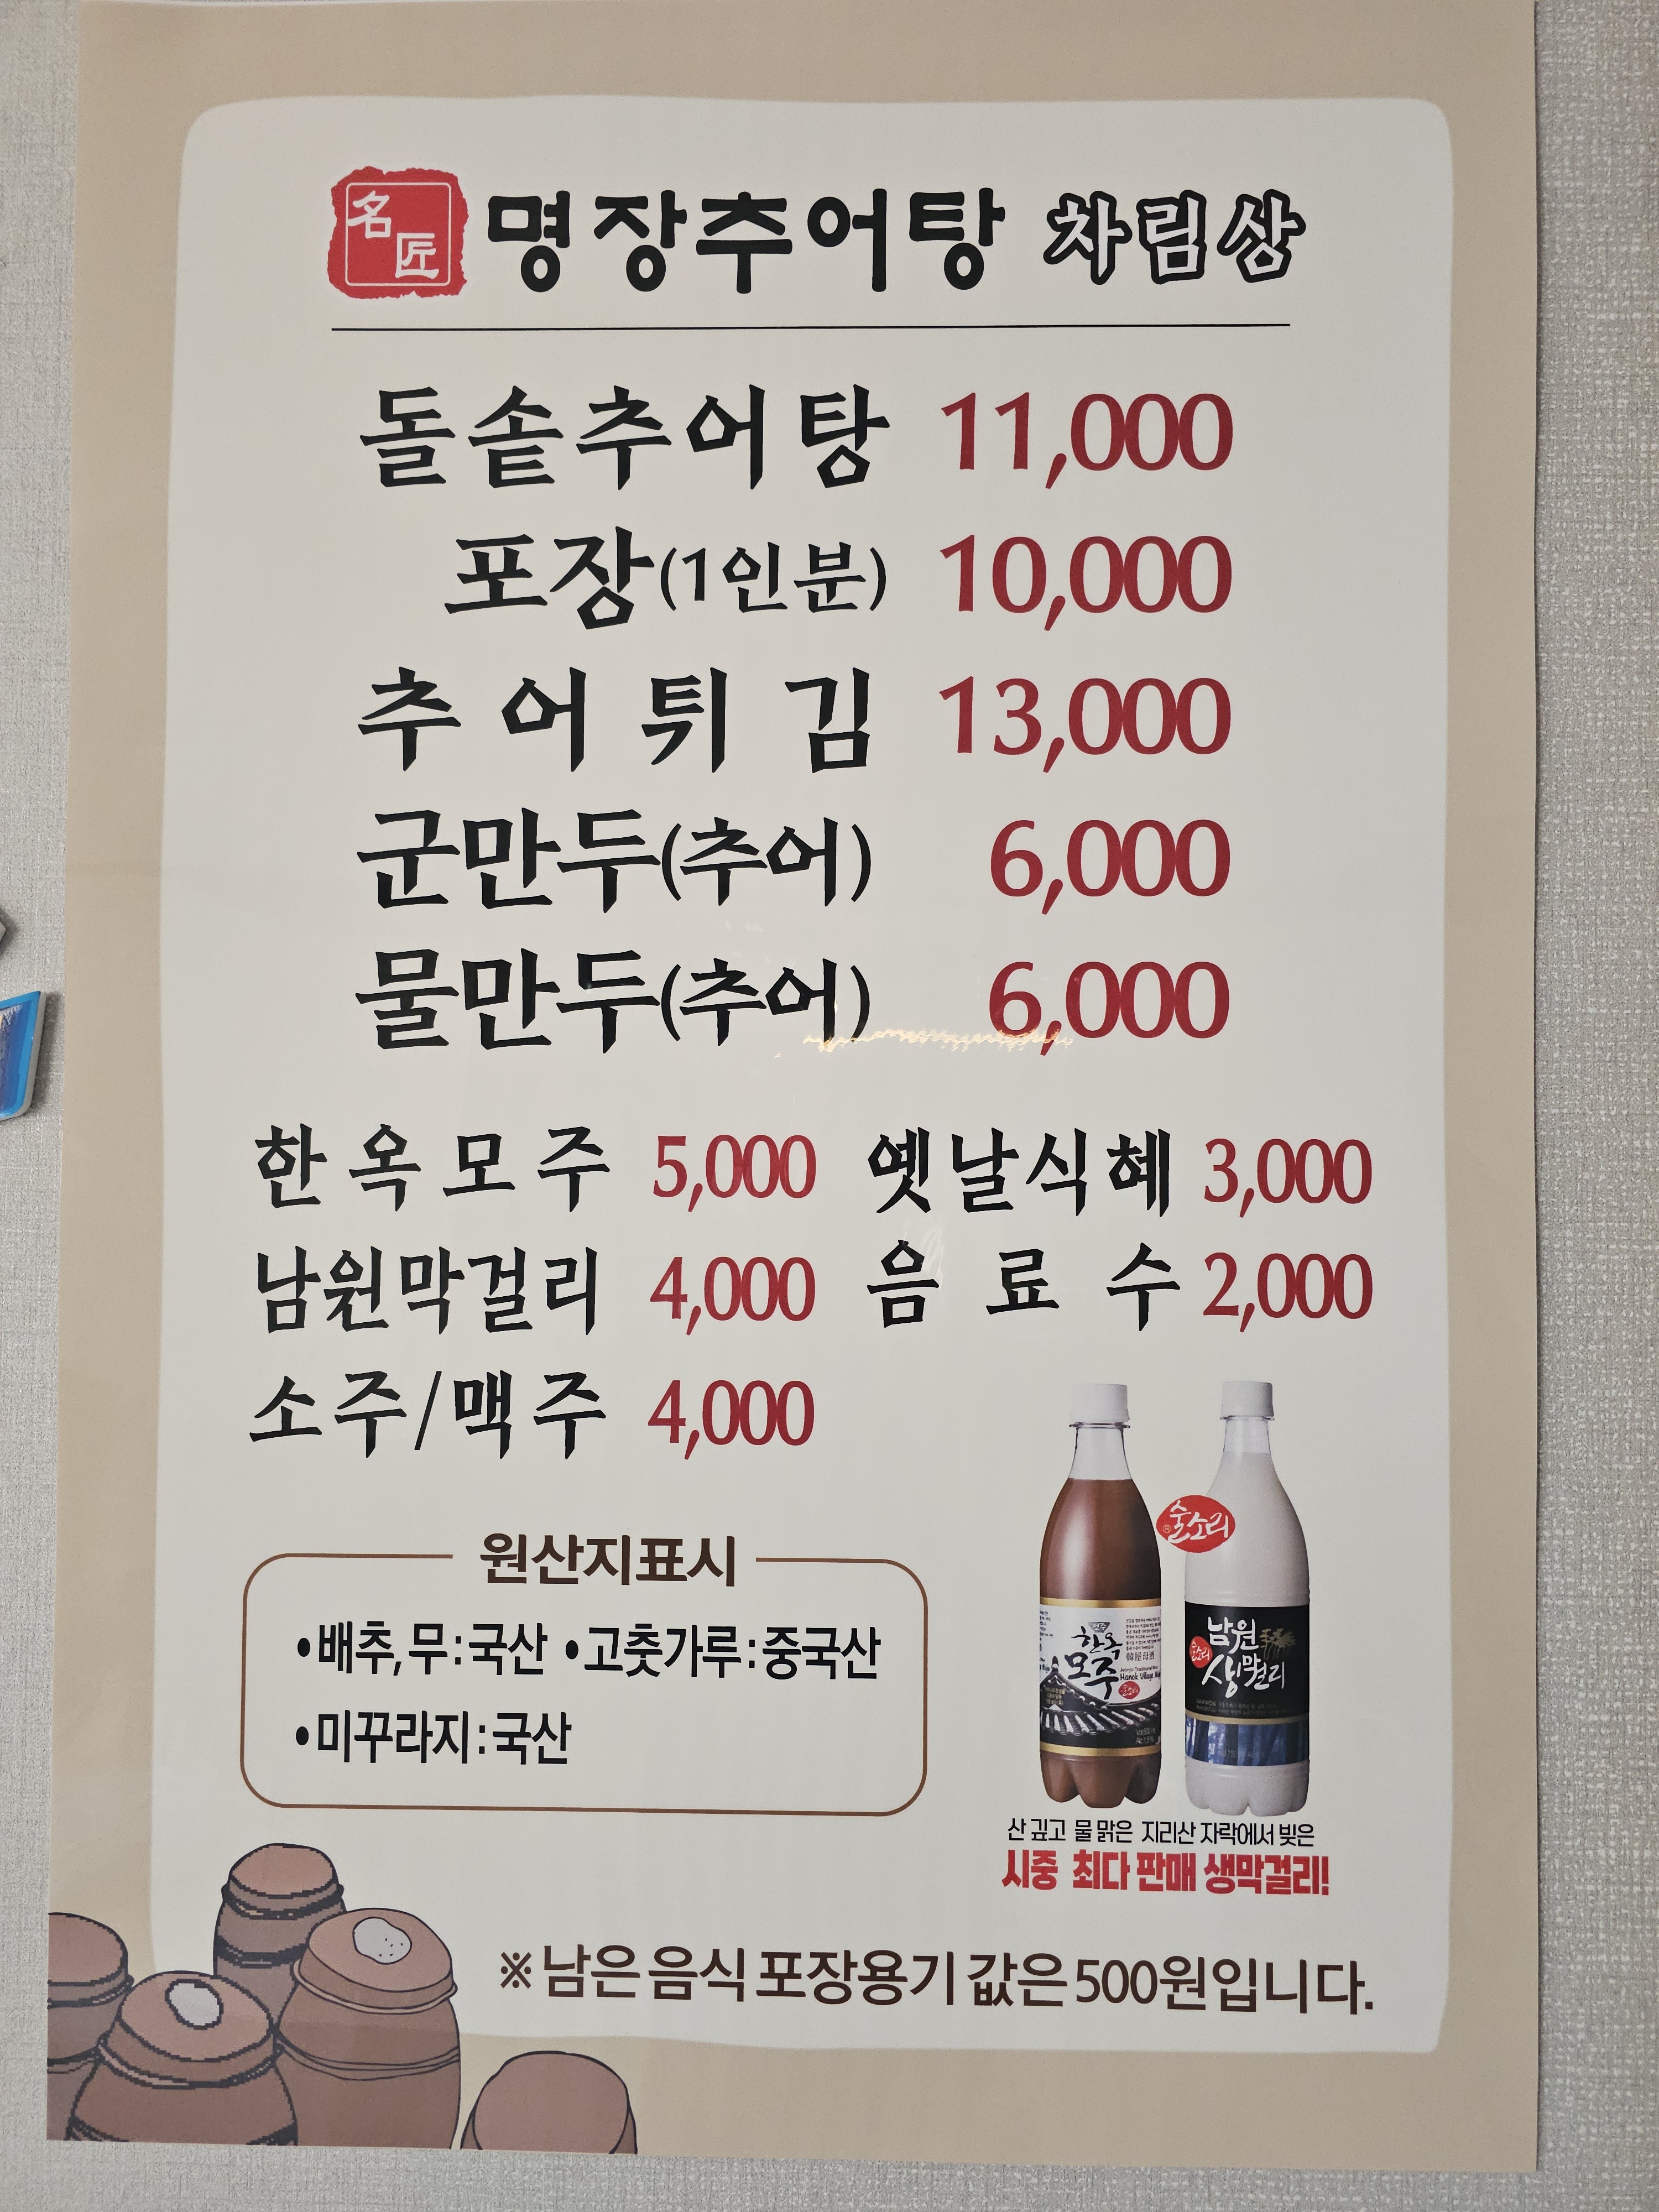 名匠 명장추어탕 차림상
돌솥추어탕 11,000
포장(1인분) 10,000
추어튀김 13,000
군만두(추어) 6,000
물만두(추어) 6,000
한옥모주 5,000 옛날식혜 3,000
남원막걸리 4,000 음료수 2,000
소주/맥주 4,000
술소리
원산지표시
•배추,무:국산 •고춧가루:중국산
•미꾸라지:국산
한옥
모주
韓屋母酒
Hanok Village
남원
생막걸리
산 깊고 물 맑은 지리산 자락에서 빚은
시중 최다 판매 생막걸리!
※남은 음식 포장용기 값은 500원입니다.